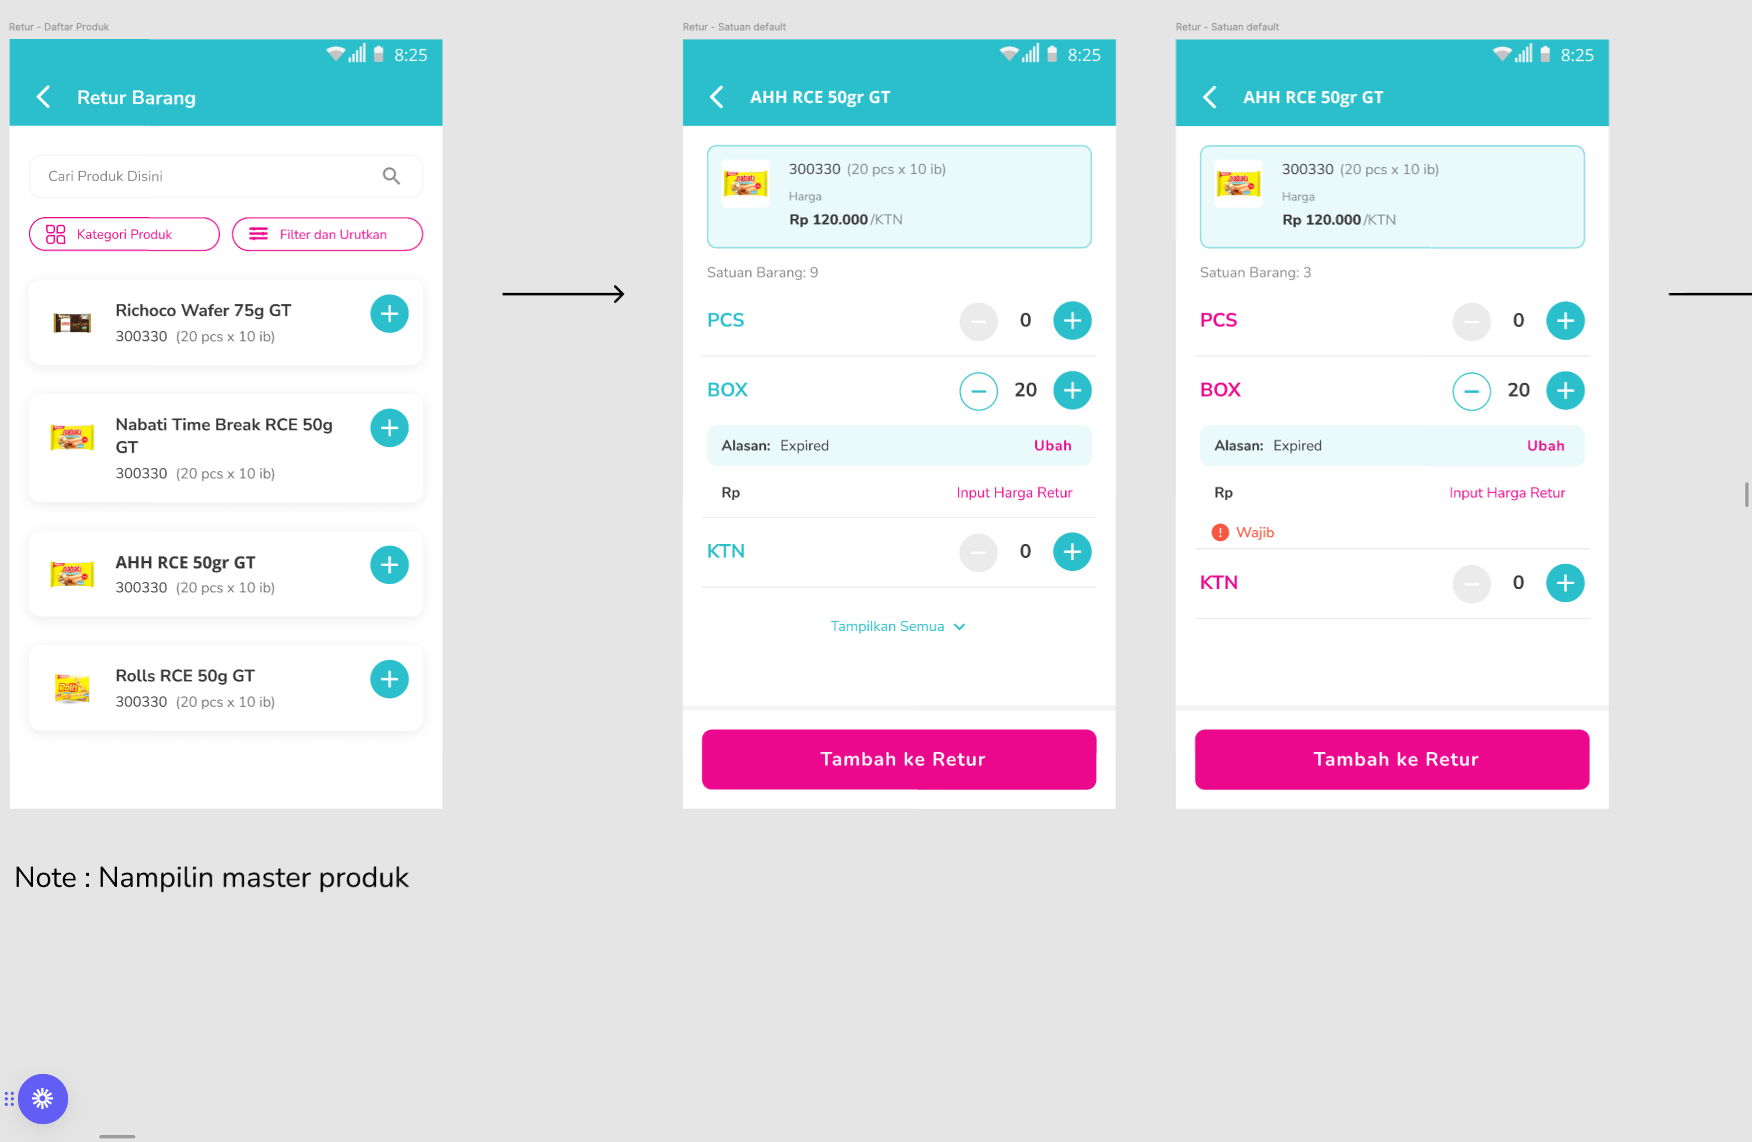 Retur - Daftar Produk
8:25
Retur Barang
Cari Produk Disini
Kategori Produk
Filter dan Urutkan
Richoco Wafer 75g GT
300330 (20 pcs x 10 ib)
Nabati Time Break RCE 50g
GT
300330 (20 pcs x 10 ib)
AHH RCE 50gr GT
300330 (20 pcs x 10 ib)
Rolls RCE 50g GT
300330 (20 pcs x 10 ib)
Note : Nampilin master produk
Retur - Satuan default
8:25
AHH RCE 50gr GT
nabati
300330 (20 pcs x 10 ib)
Harga
Rp 120.000 /KTN
Satuan Barang: 9
PCS
0
BOX
20
Alasan: Expired
Ubah
Rp
Input Harga Retur
KTN
0
Tampilkan Semua
Tambah ke Retur
Retur - Satuan default
8:25
AHH RCE 50gr GT
nabati
300330 (20 pcs x 10 ib)
Harga
Rp 120.000 /KTN
Satuan Barang: 3
PCS
0
BOX
20
Alasan: Expired
Ubah
Rp
Input Harga Retur
Wajib
KTN
0
Tambah ke Retur